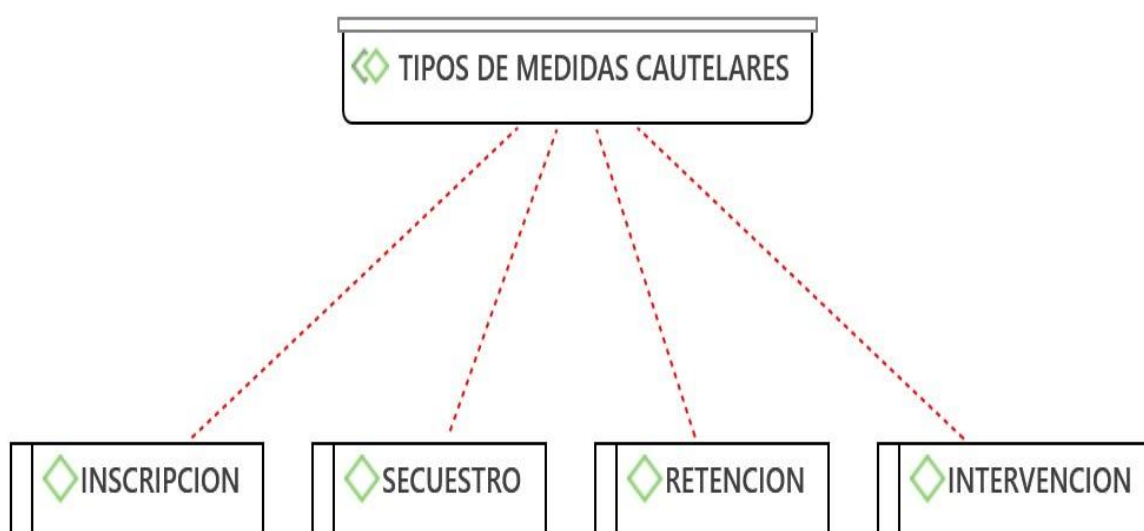 TIPOS DE MEDIDAS CAUTELARES
INSCRIPCION
SECUESTRO
RETENCION
INTERVENCION